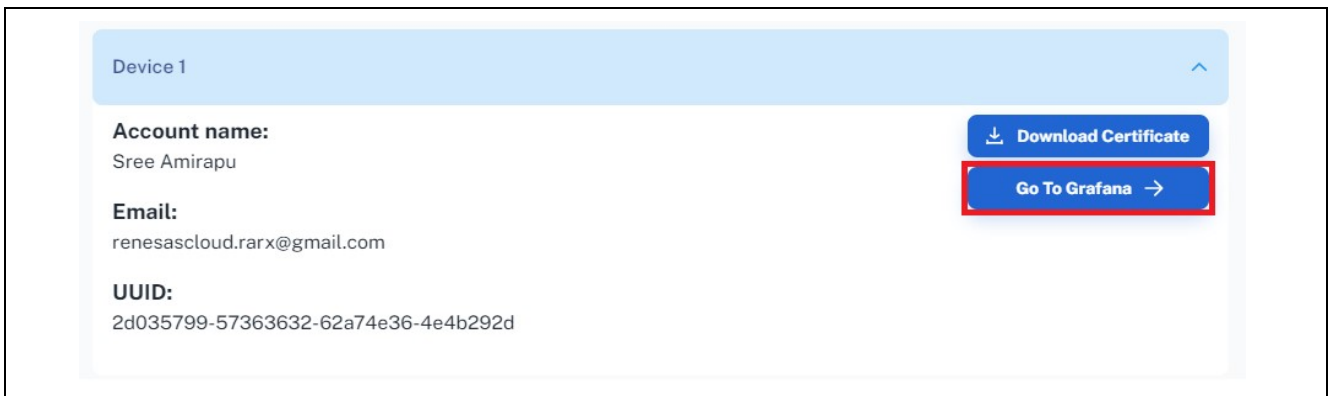 Device 1
Account name:
Sree Amirapu
Download Certificate
Go To Grafana
Email:
renesascloud.rarx@gmail.com
UUID:
2d035799-57363632-62a74e36-4e4b292d